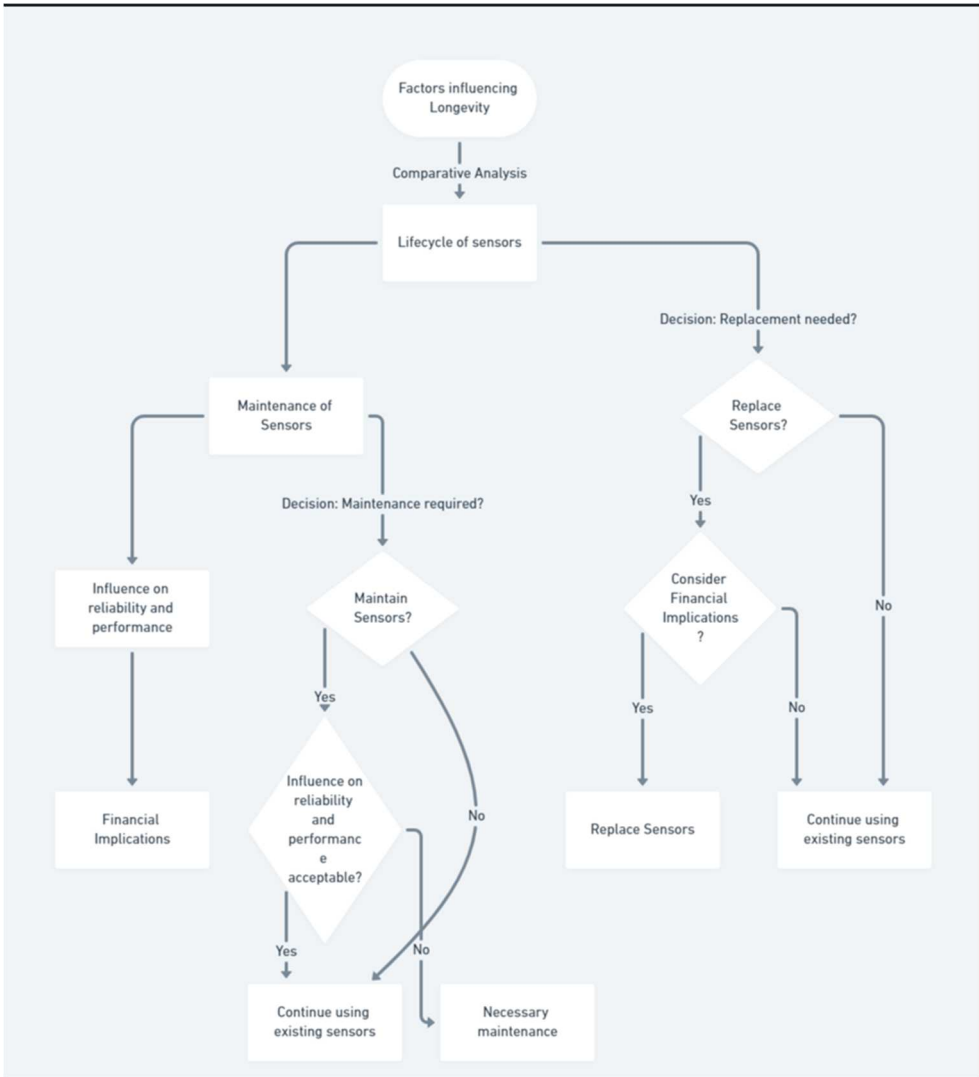 Factors influencing
Longevity
Comparative Analysis
Lifecycle of sensors
Decision: Replacement needed?
Maintenance of
Sensors
Replace
Sensors?
Decision: Maintenance required?
Yes
Influence on
reliability and
performance
Maintain
Sensors?
Consider
Financial
Implications
?
No
Yes
Yes
No
Financial
Implications
Influence on
reliability
and
performanc
e
acceptable?
No
Replace Sensors
Continue using
existing sensors
Yes
No
Continue using
existing sensors
Necessary
maintenance